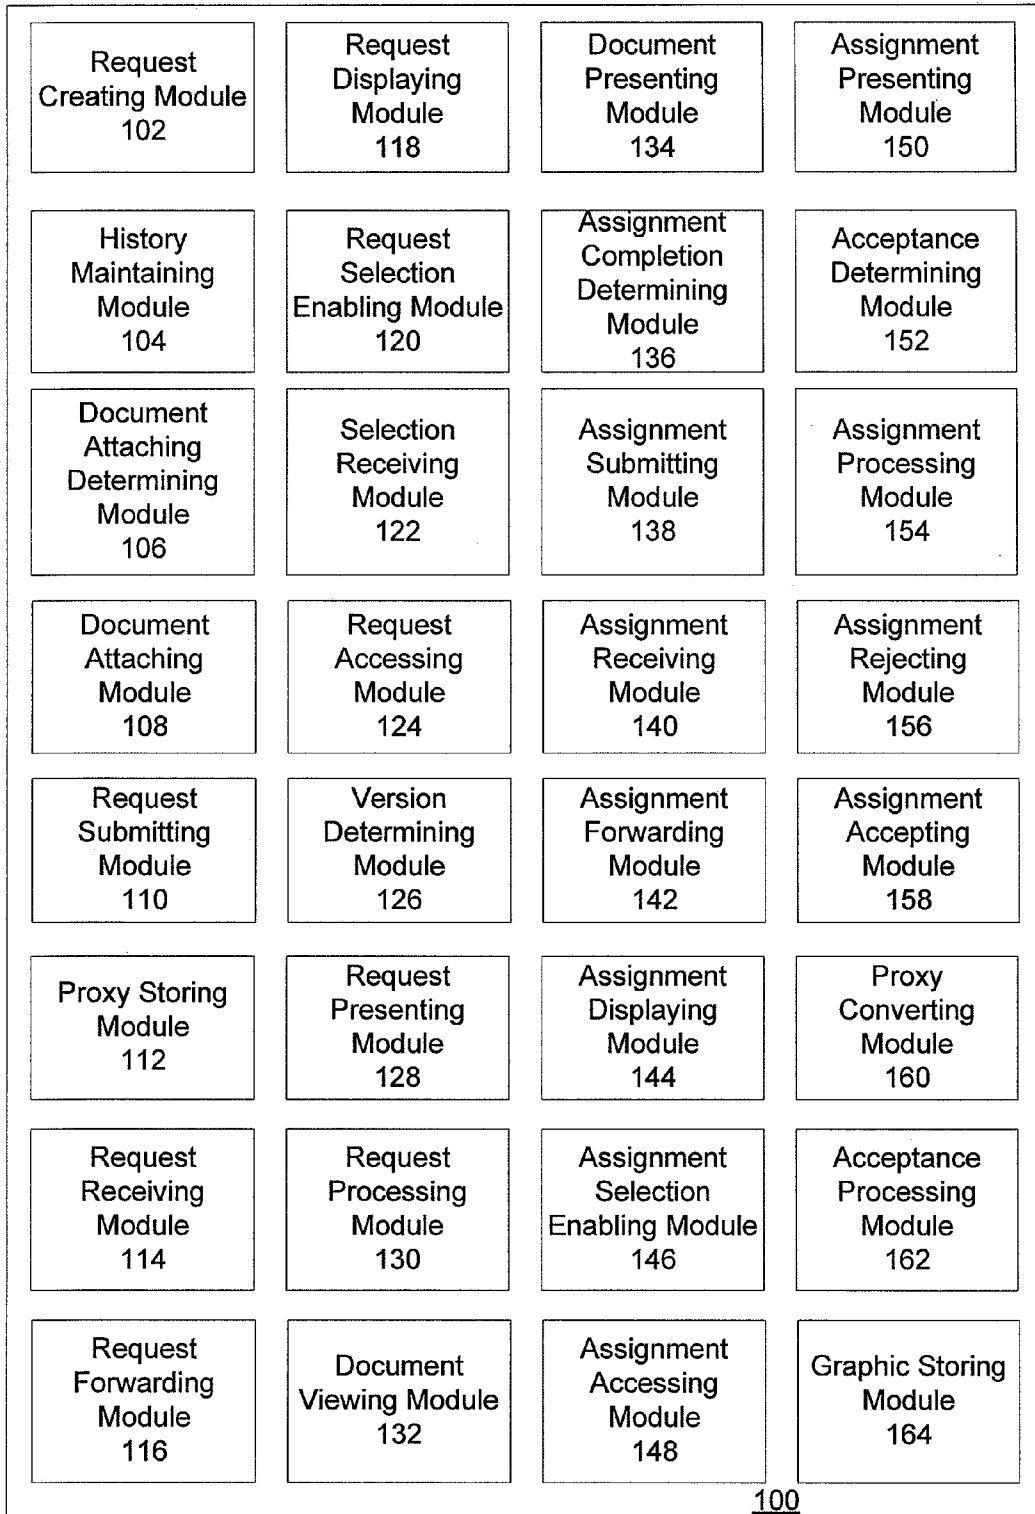 Request
Creating Module
102
Request
Displaying
Module
118
Document
Presenting
Module
134
Assignment
Presenting
Module
150
History
Maintaining
Module
104
Request
Selection
Enabling Module
120
Assignment
Completion
Determining
Module
136
Acceptance
Determining
Module
152
Document
Attaching
Determining
Module
106
Selection
Receiving
Module
122
Assignment
Submitting
Module
138
Assignment
Processing
Module
154
Document
Attaching
Module
108
Request
Accessing
Module
124
Assignment
Receiving
Module
140
Assignment
Rejecting
Module
156
Request
Submitting
Module
110
Version
Determining
Module
126
Assignment
Forwarding
Module
142
Assignment
Accepting
Module
158
Proxy Storing
Module
112
Request
Presenting
Module
128
Assignment
Displaying
Module
144
Proxy
Converting
Module
160
Request
Receiving
Module
114
Request
Processing
Module
130
Assignment
Selection
Enabling Module
146
Acceptance
Processing
Module
162
Request
Forwarding
Module
116
Document
Viewing Module
132
Assignment
Accessing
Module
148
Graphic Storing
Module
164
100